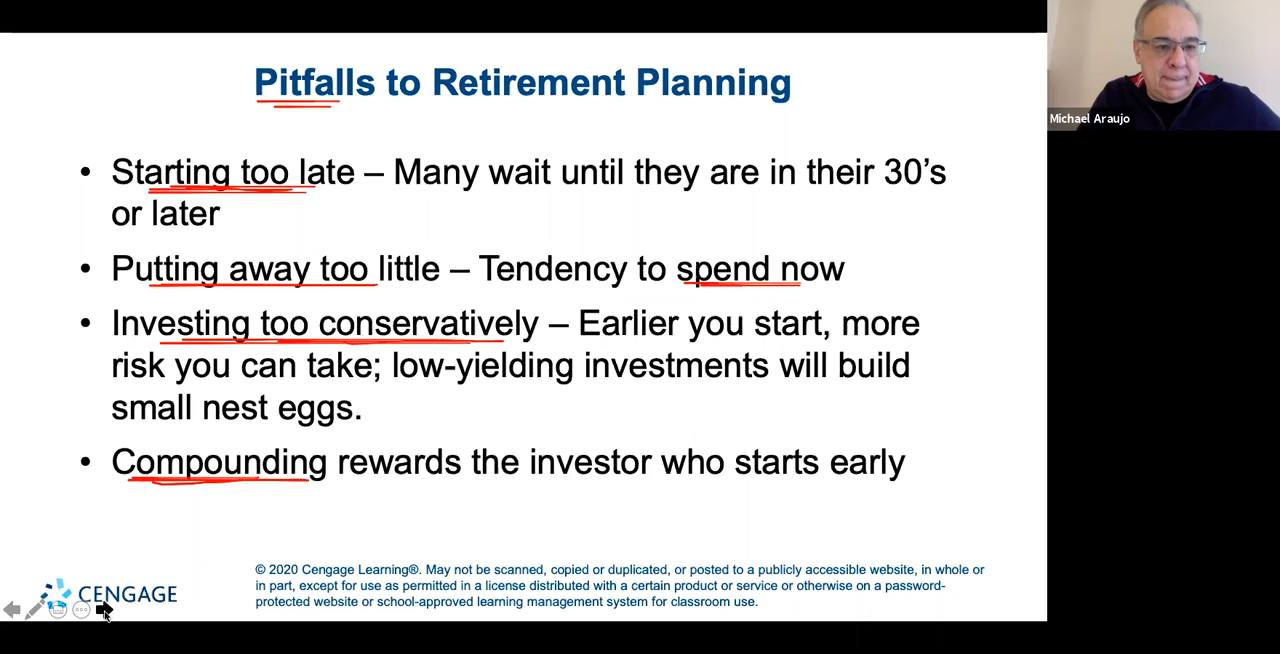 Pitfalls to Retirement Planning
Michael Araujo
• Starting too late – Many wait until they are in their 30’s
or later
• Putting away too little – Tendency to spend now
• Investing too conservatively – Earlier you start, more
risk you can take; low-yielding investments will build
small nest eggs.
• Compounding rewards the investor who starts early
CENGAGE
© 2020 Cengage Learning®. May not be scanned, copied or duplicated, or posted to a publicly accessible website, in whole or
in part, except for use as permitted in a license distributed with a certain product or service or otherwise on a password-
protected website or school-approved learning management system for classroom use.